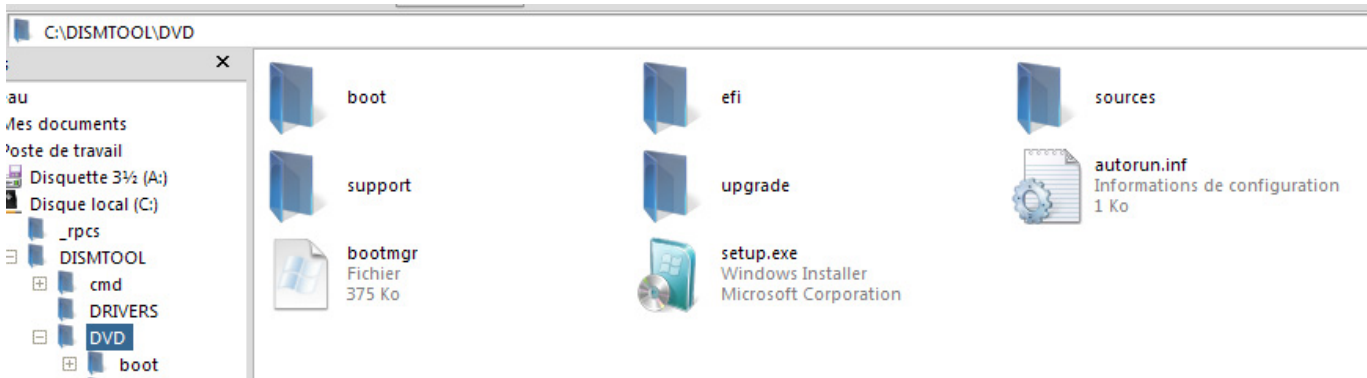 C:\DISMTOOL\DVD
Mes documents
Poste de travail
Disquette 3½ (A:)
Disque local (C:)
_rpcs
DISMTOOL
cmd
DRIVERS
DVD
boot
boot
efi
sources
support
upgrade
autorun.inf
Informations de configuration
1 Ko
bootmgr
Fichier
375 Ko
setup.exe
Windows Installer
Microsoft Corporation